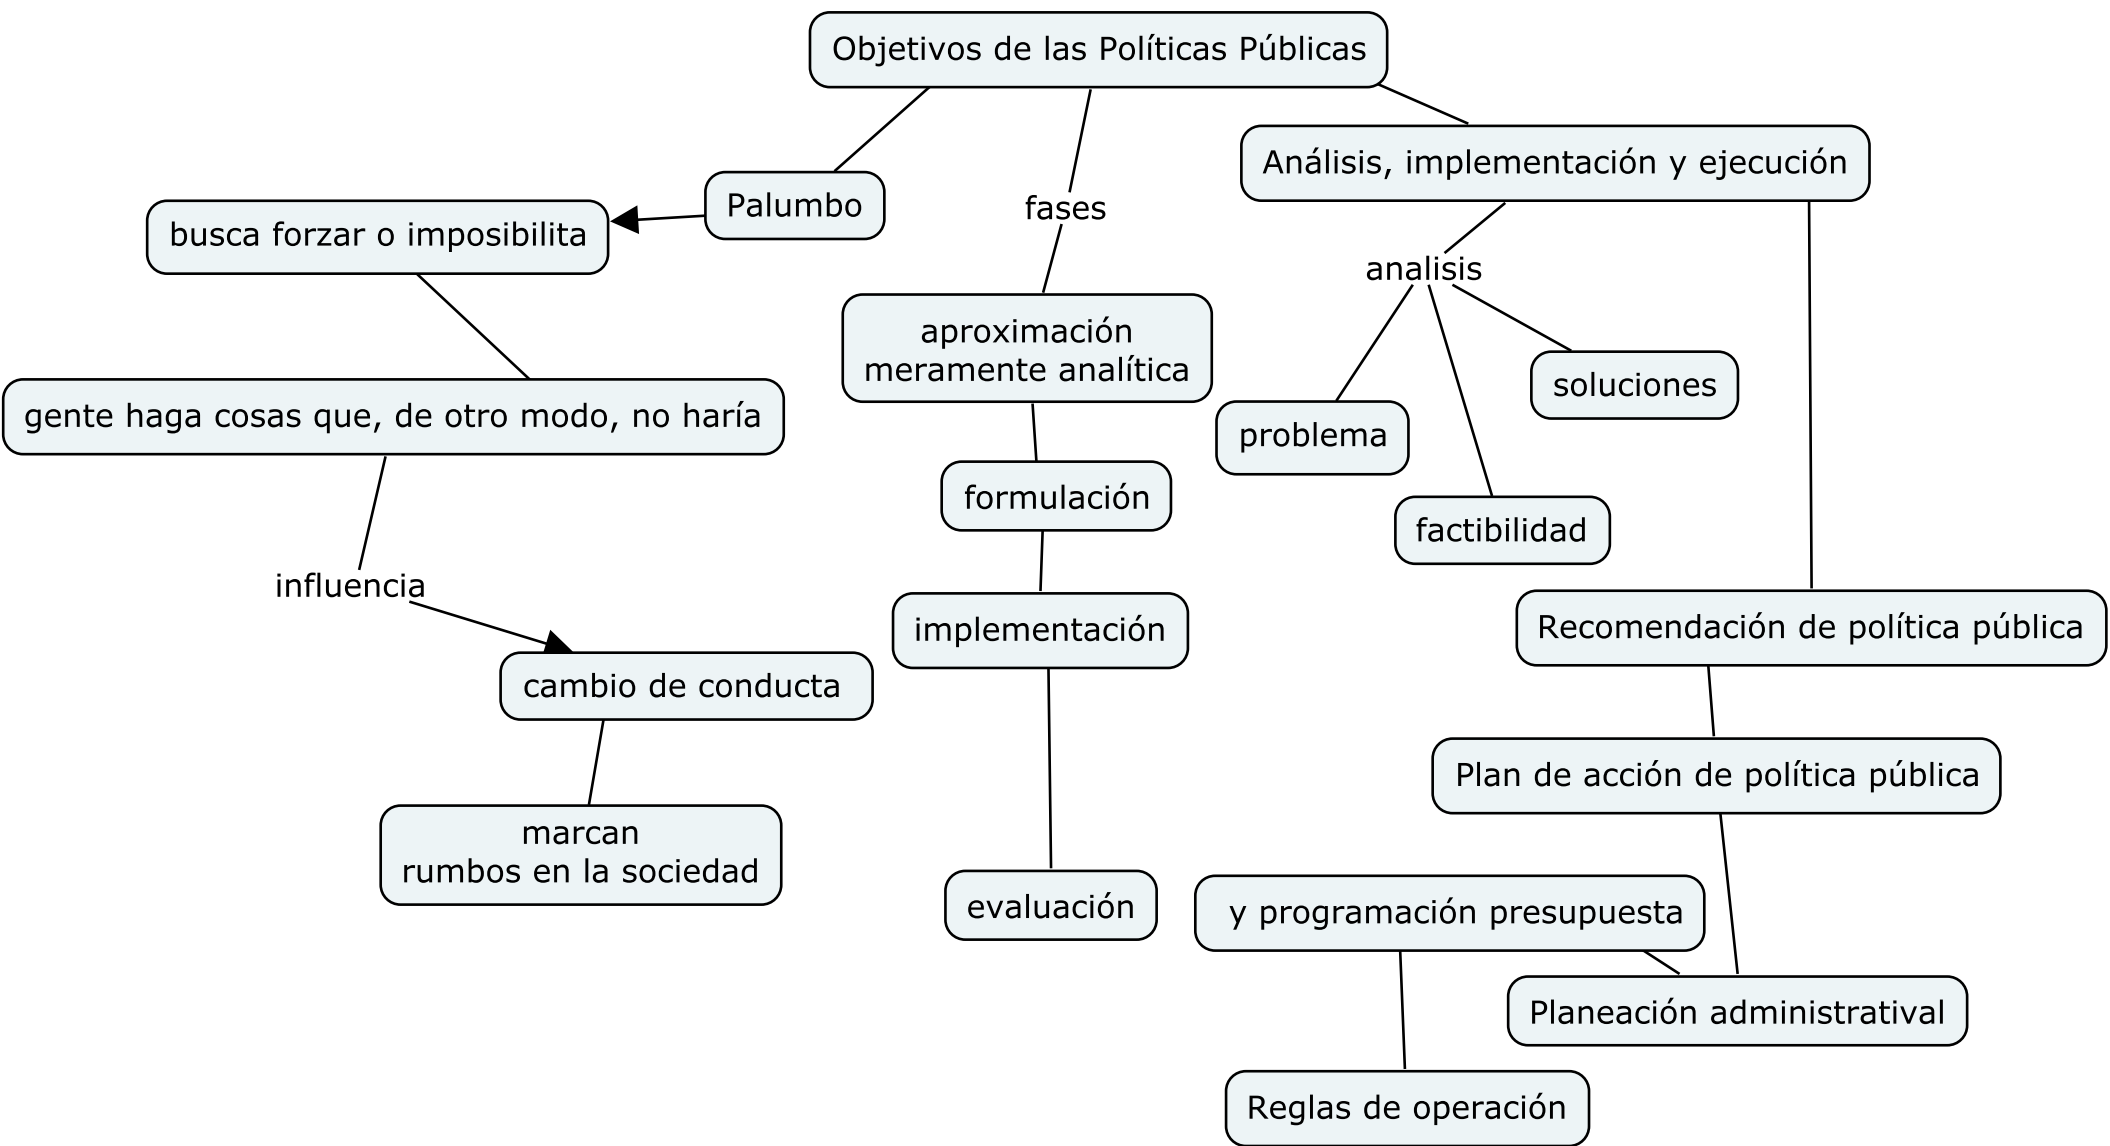 Objetivos de las Políticas Públicas
Palumbo
busca forzar o imposibilita
gente haga cosas que, de otro modo, no haría
influencia
cambio de conducta
marcan
rumbos en la sociedad
fases
aproximación
meramente analítica
formulación
implementación
evaluación
Análisis, implementación y ejecución
analisis
problema
factibilidad
soluciones
Recomendación de política pública
Plan de acción de política pública
Planeación administratival
y programación presupuesta
Reglas de operación